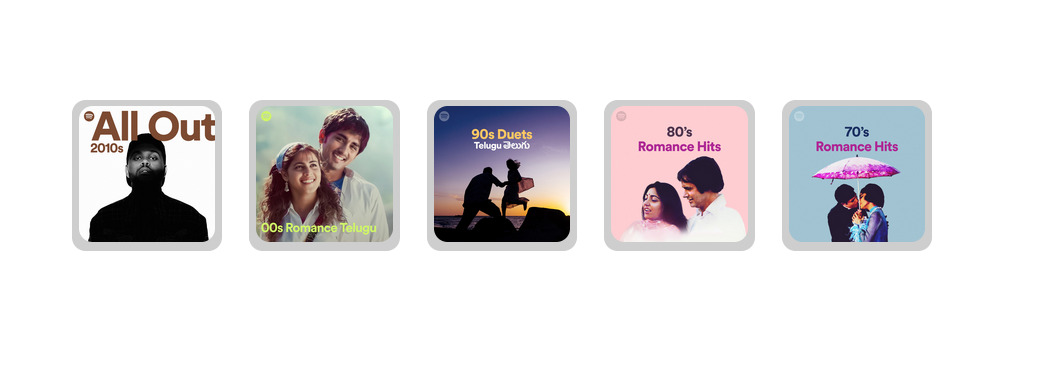 All Out
2010s
00s Romance Telugu
90s Duets
Telugu తెలుగు
80's
Romance Hits
70's
Romance Hits